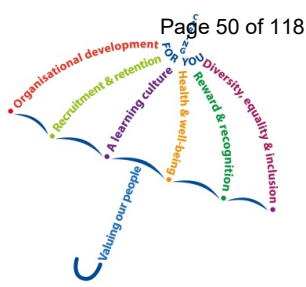 Page 50 of 118
FOR YOU
Organisational development
Recruitment & retention
A learning culture
Health & well-being
Reward & recognition
Diversity, equality & inclusion
Valuing our people